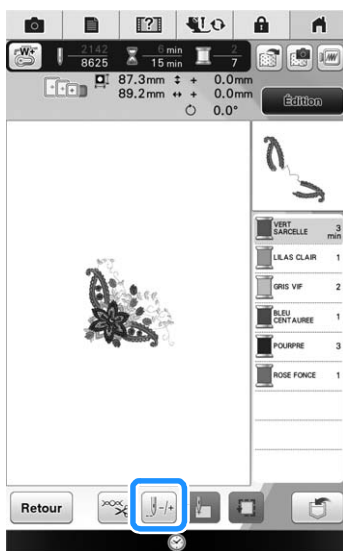 W+
2142
8625
6 min
15 min
2
7
87.3mm ↕ + 0.0mm
89.2mm ↔ + 0.0mm
0.0°
Édition
VERT SARCELLE 3 min
LILAS CLAIR 1
GRIS VIF 2
BLEU CENTAUREE 1
POURPRE 3
ROSE FONCE 1
Retour
-/+